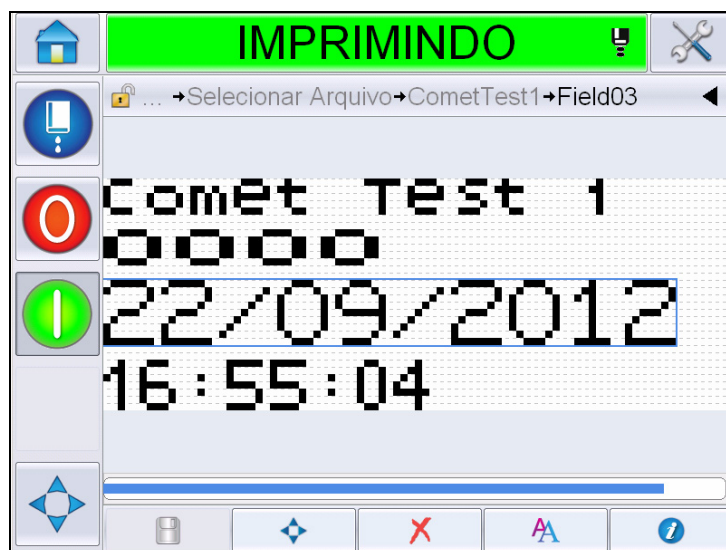 IMPRIMINDO
... →Selecionar Arquivo→CometTest1→Field03
Comet Test 1
0000
22/09/2012
16:55:04